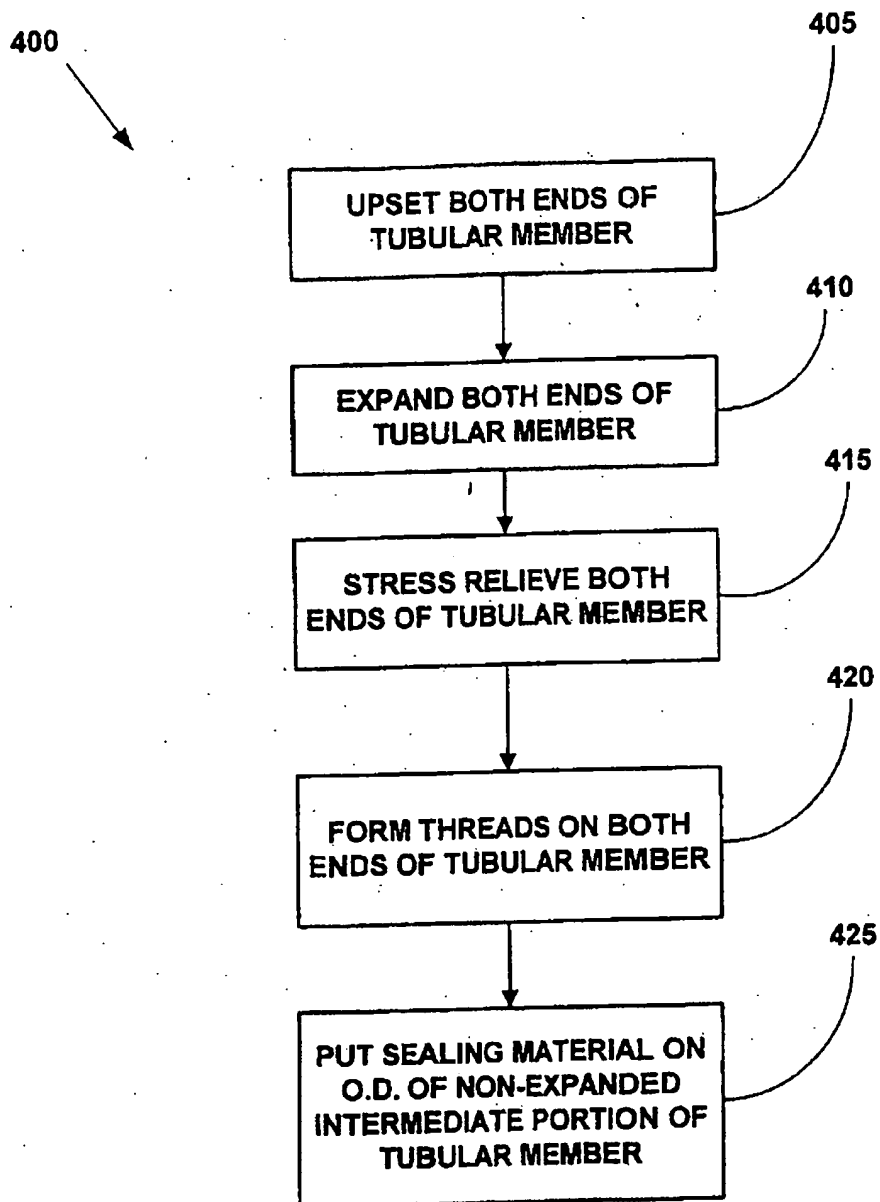 400
405
UPSET BOTH ENDS OF
TUBULAR MEMBER
410
EXPAND BOTH ENDS OF
TUBULAR MEMBER
415
STRESS RELIEVE BOTH
ENDS OF TUBULAR MEMBER
420
FORM THREADS ON BOTH
ENDS OF TUBULAR MEMBER
425
PUT SEALING MATERIAL ON
O.D. OF NON-EXPANDED
INTERMEDIATE PORTION OF
TUBULAR MEMBER